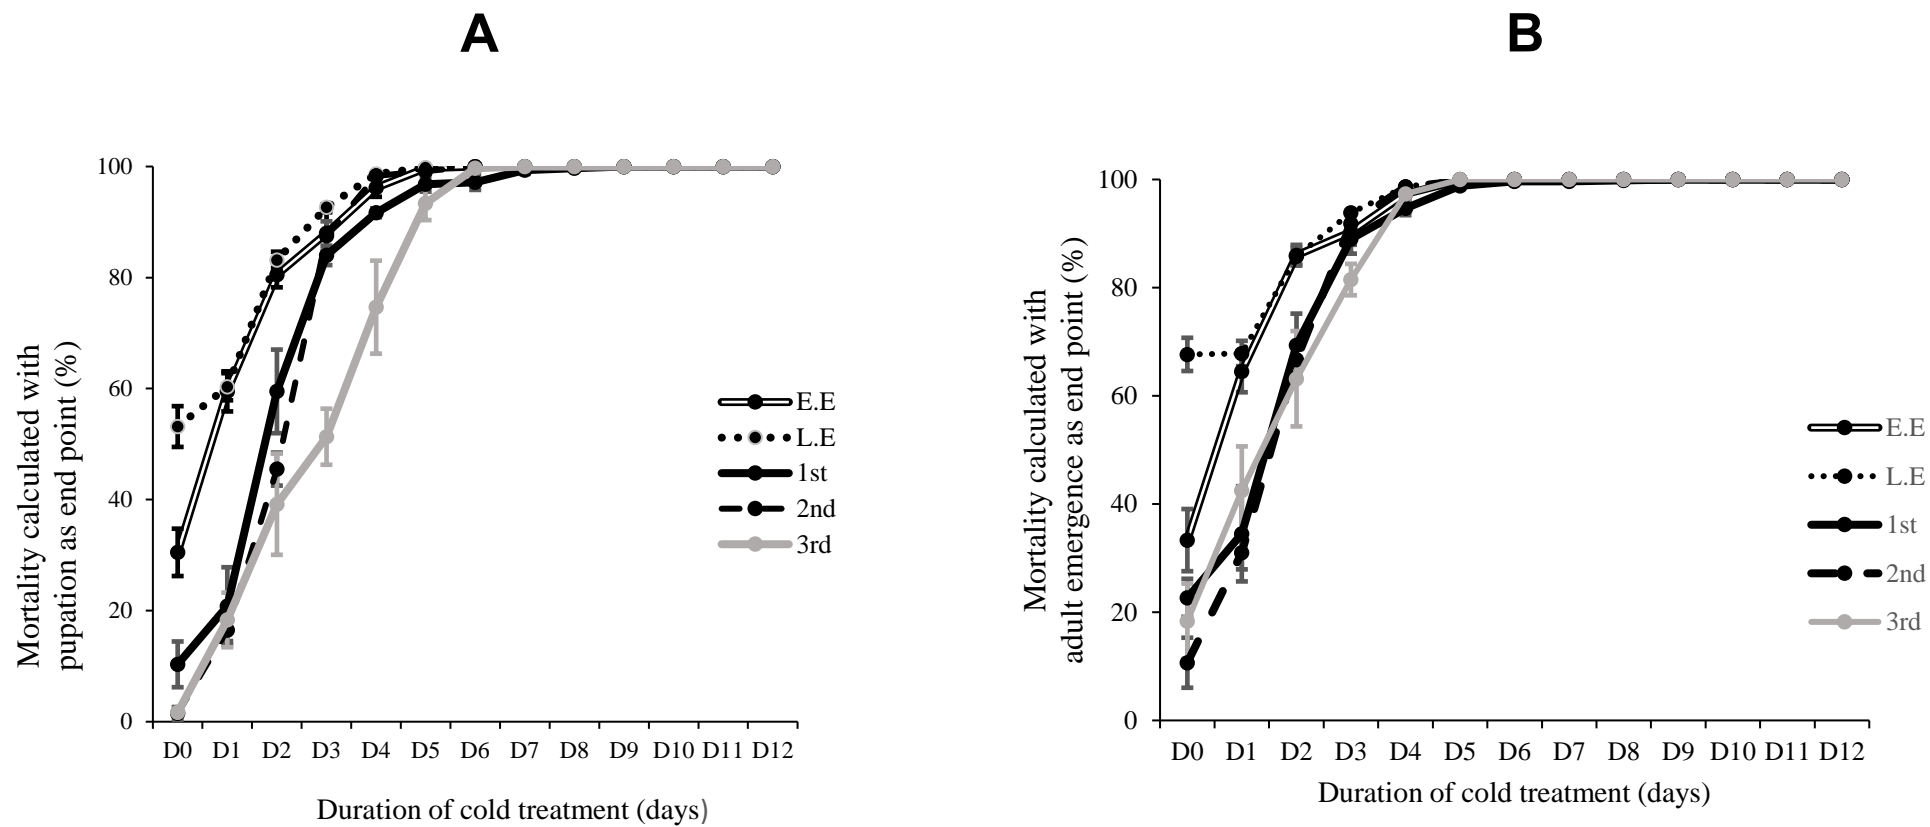 A
B
Mortality calculated with
pupation as end point (%)
100
80
60
40
20
0
D0 D1 D2 D3 D4 D5 D6 D7 D8 D9 D10 D11 D12
Duration of cold treatment (days)
E.E
L.E
1st
2nd
3rd
Mortality calculated with
adult emergence as end point (%)
100
80
60
40
20
0
D0 D1 D2 D3 D4 D5 D6 D7 D8 D9 D10 D11 D12
Duration of cold treatment (days)
E.E
L.E
1st
2nd
3rd